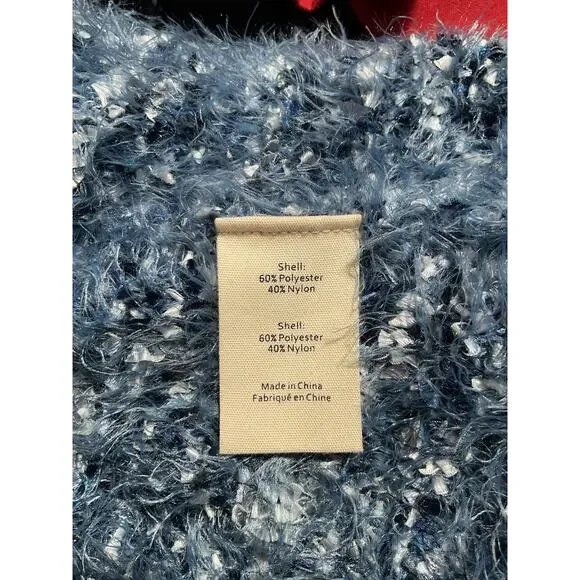 Shell:
60% Polyester
40% Nylon
Shell:
60% Polyester
40% Nylon
Made in China
Fabriqué en Chine